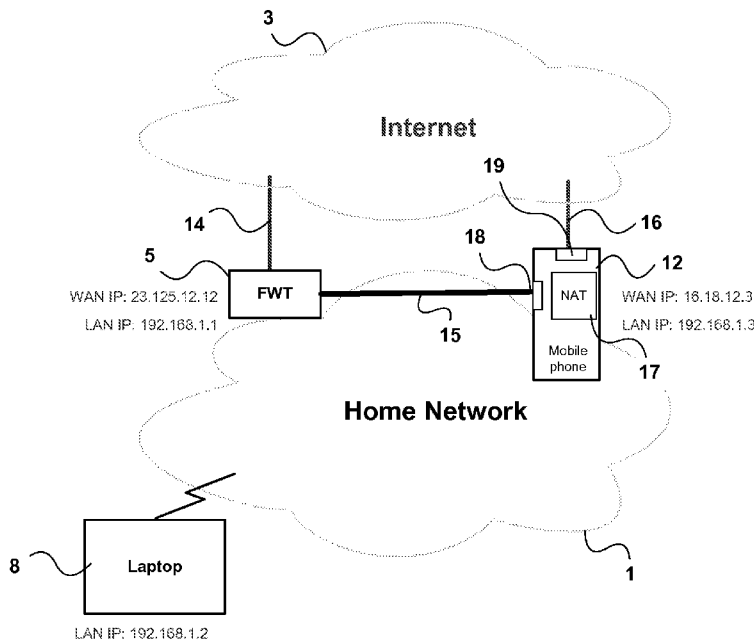 3
Internet
19
14
16
5
18
12
FWT
WAN IP: 23.125.12.12
NAT
WAN IP: 16.18.12.3
LAN IP: 192.168.1.1
LAN IP: 192.168.1.3
15
Mobile
phone
17
Home Network
8
Laptop
1
LAN IP: 192.168.1.2